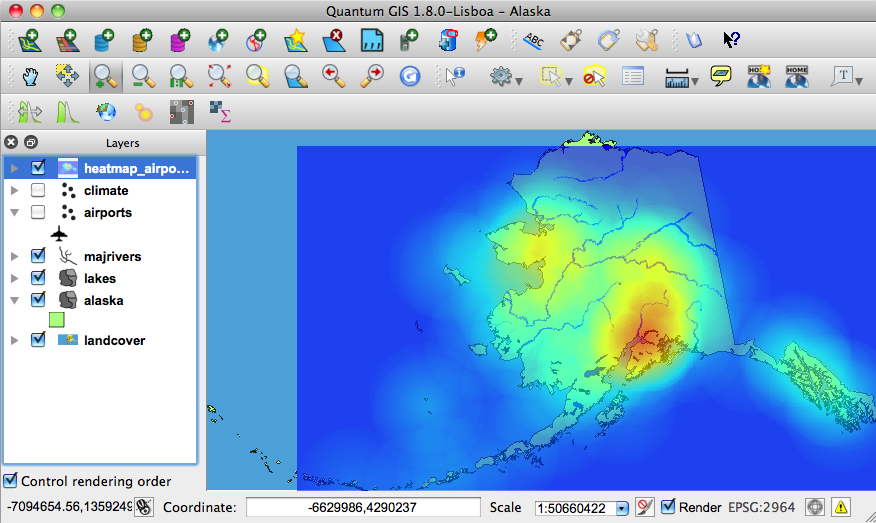 Quantum GIS 1.8.0-Lisboa - Alaska
ABC
T
Layers
heatmap_airpo...
climate
airports
majrivers
lakes
alaska
landcover
Control rendering order
-7094654.56,1359249
Coordinate:
-6629986,4290237
Scale
1:50660422
Render
EPSG:2964